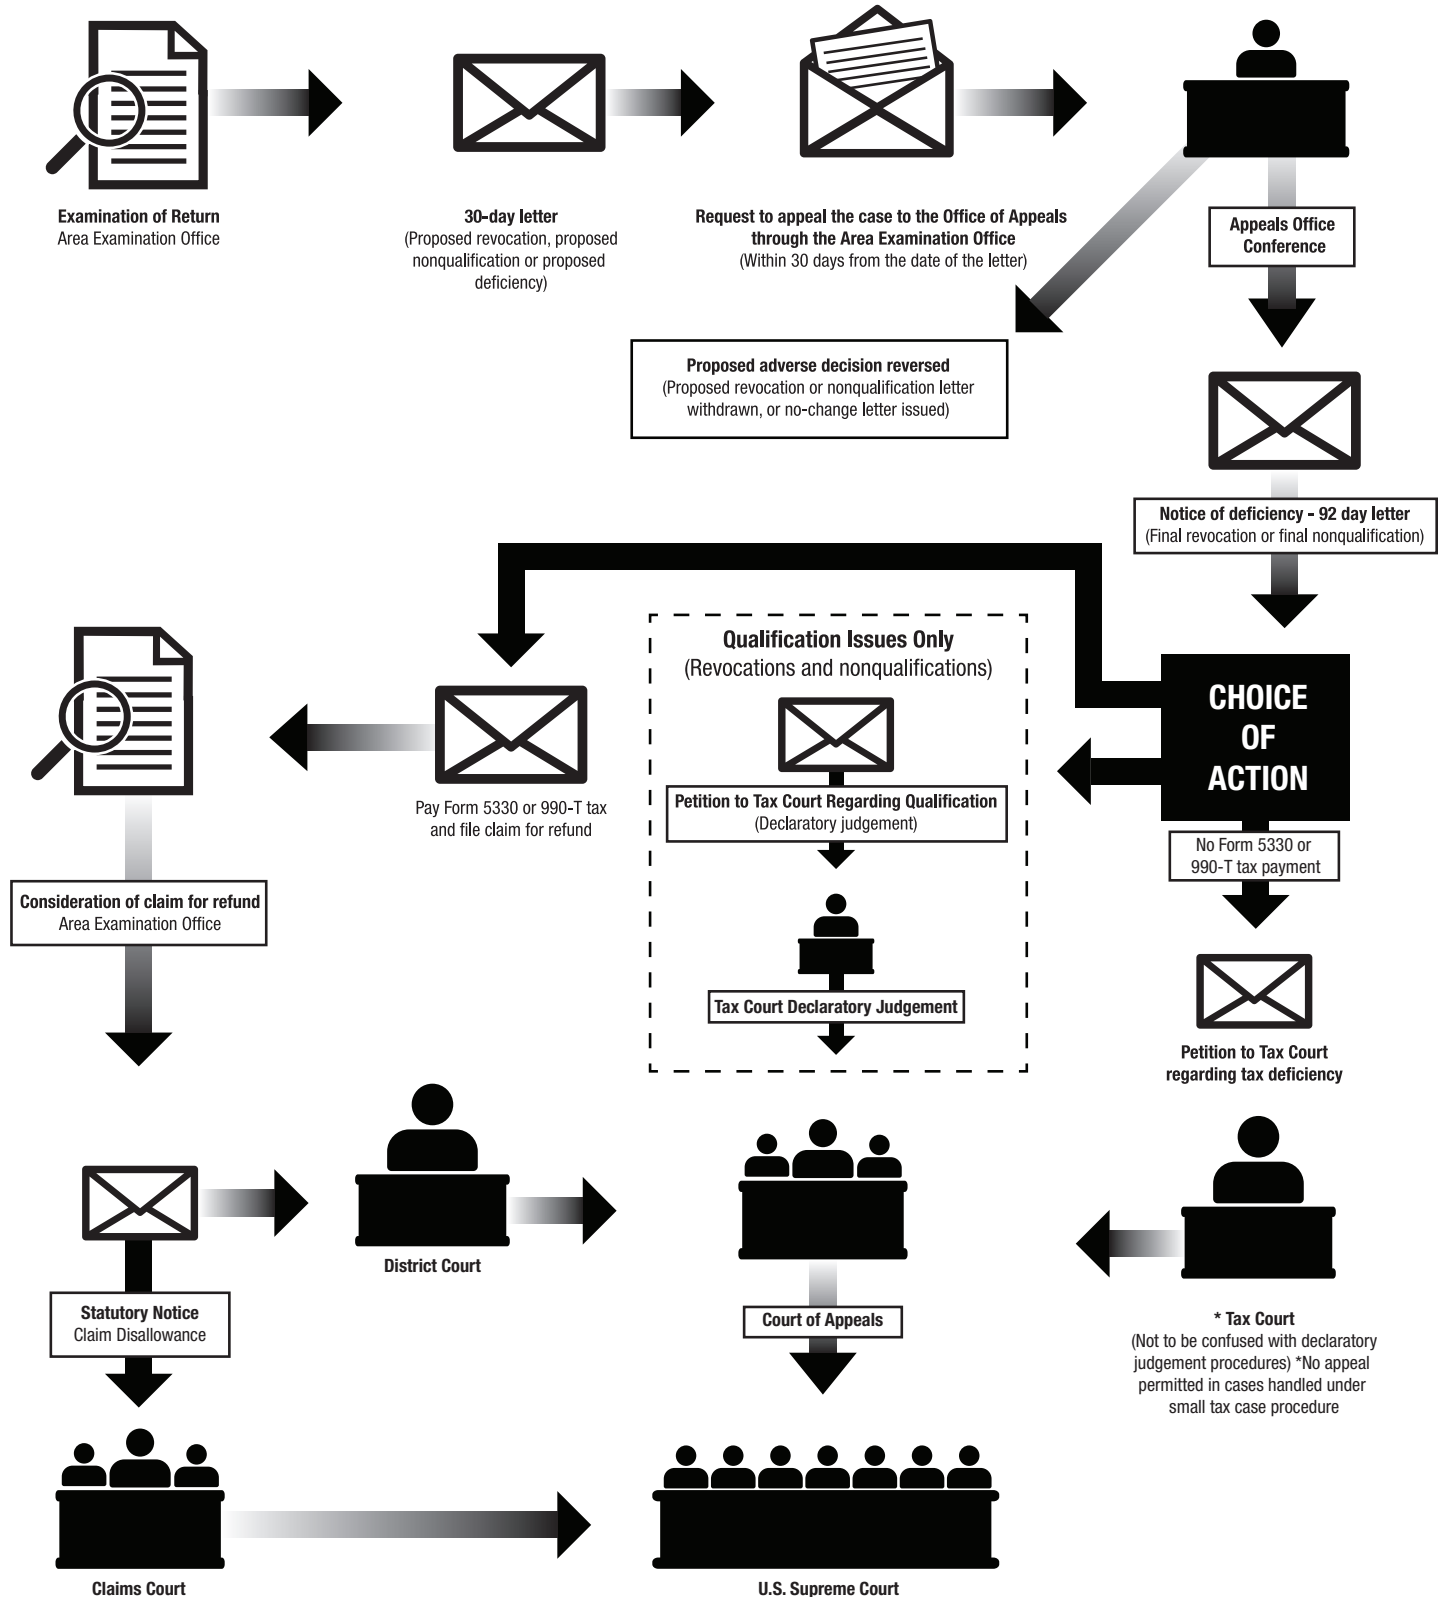 Examination of Return
Area Examination Office
30-day letter
(Proposed revocation, proposed
nonqualification or proposed
deficiency)
Request to appeal the case to the Office of Appeals
through the Area Examination Office
(Within 30 days from the date of the letter)
Appeals Office
Conference
Proposed adverse decision reversed
(Proposed revocation or nonqualification letter
withdrawn, or no-change letter issued)
Notice of deficiency - 92 day letter
(Final revocation or final nonqualification)
CHOICE
OF
ACTION
Qualification Issues Only
(Revocations and nonqualifications)
Petition to Tax Court Regarding Qualification
(Declaratory judgement)
Tax Court Declaratory Judgement
Pay Form 5330 or 990-T tax
and file claim for refund
No Form 5330 or
990-T tax payment
Consideration of claim for refund
Area Examination Office
Petition to Tax Court
regarding tax deficiency
District Court
Statutory Notice
Claim Disallowance
Court of Appeals
* Tax Court
(Not to be confused with declaratory
judgement procedures) *No appeal
permitted in cases handled under
small tax case procedure
Claims Court
U.S. Supreme Court